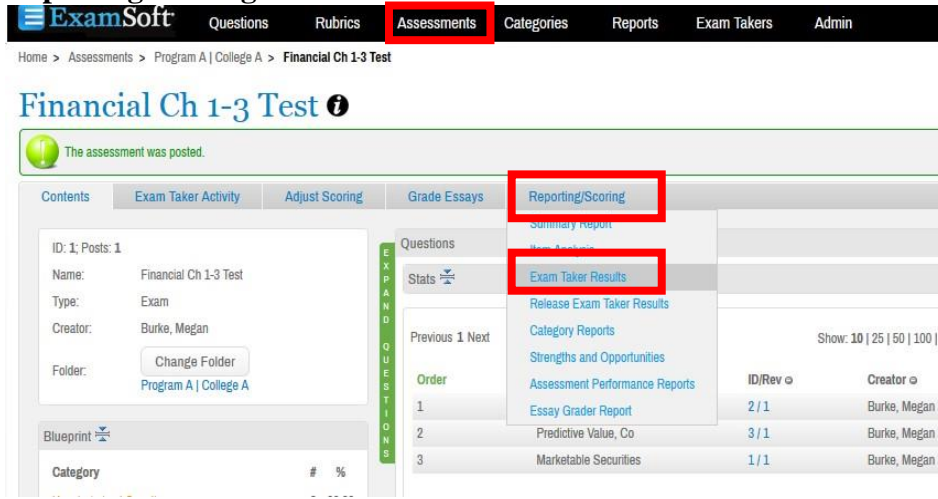 ExamSoft Questions Rubrics Assessments Categories Reports Exam Takers Admin
Home > Assessments > Program A | College A > Financial Ch 1-3 Test
Financial Ch 1-3 Test
The assessment was posted.
Contents Exam Taker Activity Adjust Scoring Grade Essays Reporting/Scoring
Summary Report
Item Analysis
Exam Taker Results
Release Exam Taker Results
Category Reports
Strengths and Opportunities
Assessment Performance Reports
Essay Grader Report
ID: 1; Posts: 1
Name: Financial Ch 1-3 Test
Type: Exam
Creator: Burke, Megan
Folder: Change Folder
Program A | College A
Blueprint
Category # %
EXPAND QUESTIONS
Questions
Stats
Previous 1 Next Show: 10 | 25 | 50 | 100 |
Order ID/Rev Creator
1 2 / 1 Burke, Megan
2 Predictive Value, Co 3 / 1 Burke, Megan
3 Marketable Securities 1 / 1 Burke, Megan